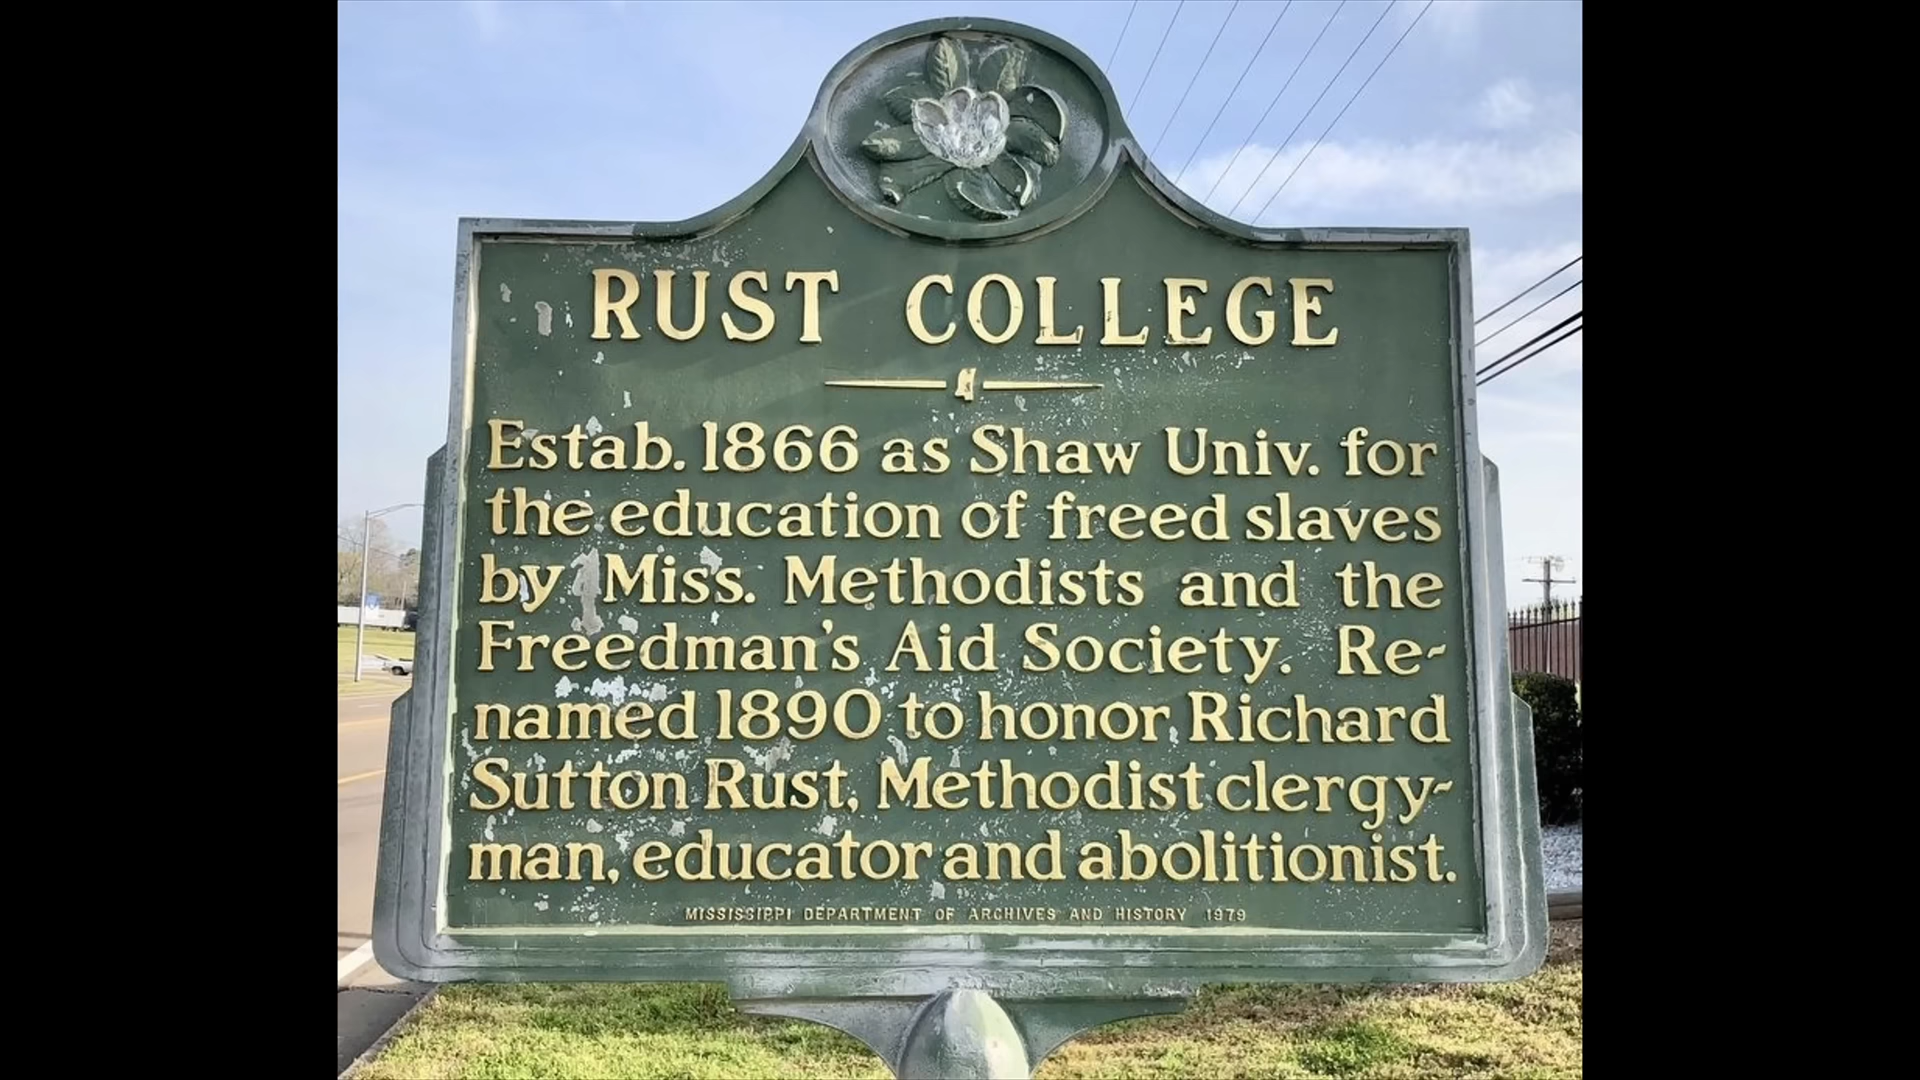 RUST COLLEGE
Estab. 1866 as Shaw Univ. for
the education of freed slaves
by Miss. Methodists and the
Freedman's Aid Society. Re-
named 1890 to honor Richard
Sutton Rust, Methodist clergy-
man, educator and abolitionist.
MISSISSIPPI DEPARTMENT OF ARCHIVES AND HISTORY 1979